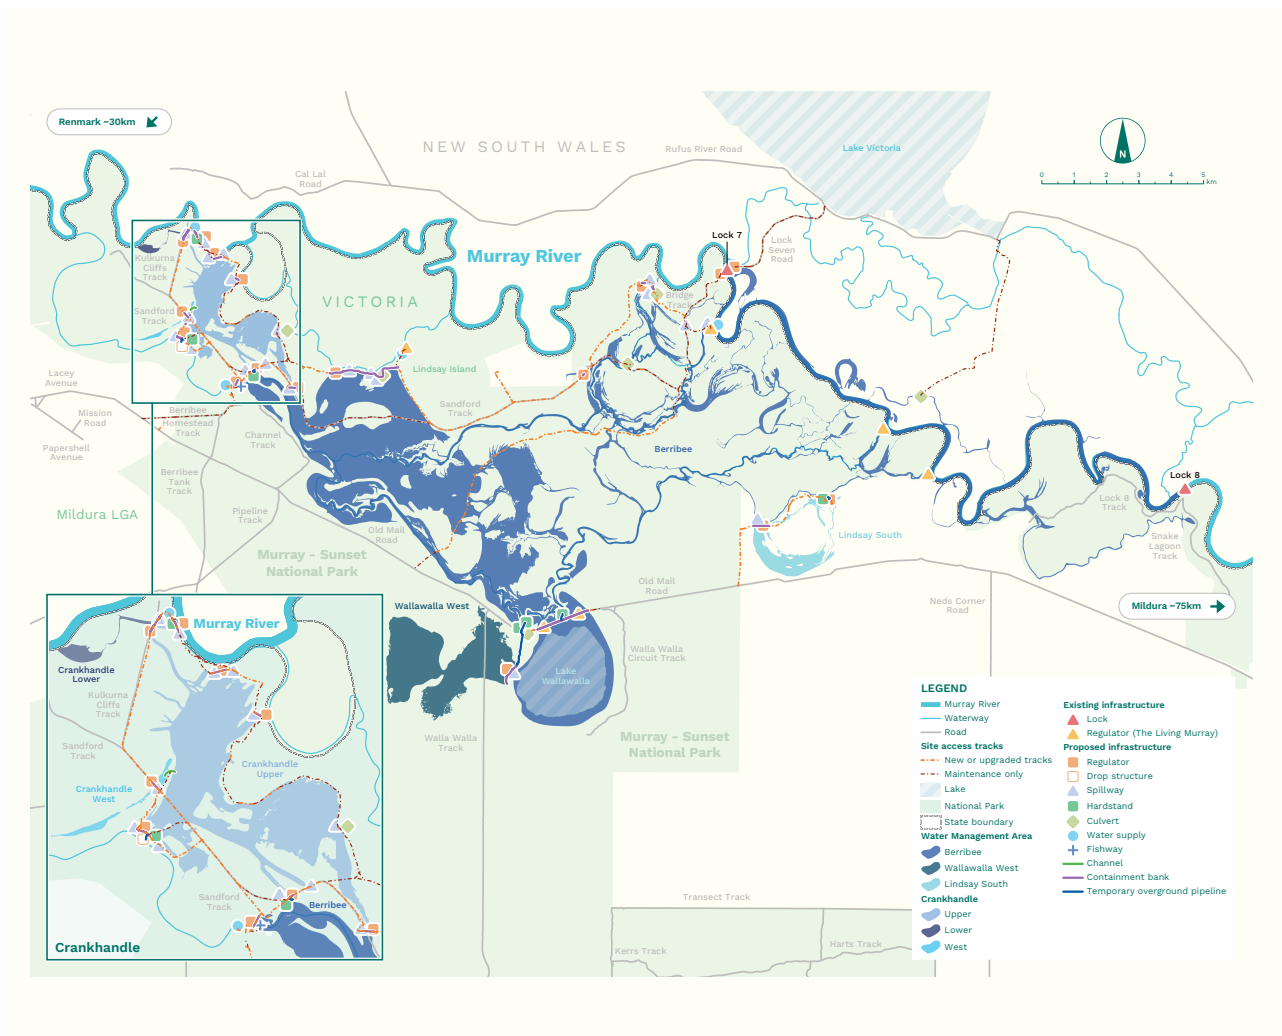 Renmark ~30km
NEW SOUTH WALES
Rufus River Road
Lake Victoria
N
0 1 2 3 4 5
km
Cal Lal
Road
Lock 7
Lock
Seven
Road
Murray River
Kulkurna
Cliffs
Track
VICTORIA
Bridge
Track
Sandford
Track
Lindsay Island
Lacey
Avenue
Mission
Road
Papershell
Avenue
Berribee
Homestead
Track
Sandford
Track
Channel
Track
Berribee
Berribee
Tank
Track
Lock 8
Lock 8
Track
Mildura LGA
Pipeline
Track
Old Mail
Road
Lindsay South
Snake
Lagoon
Track
Murray - Sunset
National Park
Old Mail
Road
Neds Corner
Road
Mildura ~75km
Wallawalla West
Walla Walla
Circuit Track
Lake
Wallawalla
Walla Walla
Track
Murray - Sunset
National Park
Transect Track
Kerrs Track
Harts Track
Murray River
Crankhandle
Lower
Kulkurna
Cliffs
Track
Sandford
Track
Crankhandle
Upper
Crankhandle
West
Sandford
Track
Berribee
Crankhandle
LEGEND
Murray River
Waterway
Road
Site access tracks
New or upgraded tracks
Maintenance only
Lake
National Park
State boundary
Water Management Area
Berribee
Wallawalla West
Lindsay South
Crankhandle
Upper
Lower
West
Existing infrastructure
Lock
Regulator (The Living Murray)
Proposed infrastructure
Regulator
Drop structure
Spillway
Hardstand
Culvert
Water supply
Fishway
Channel
Containment bank
Temporary overground pipeline